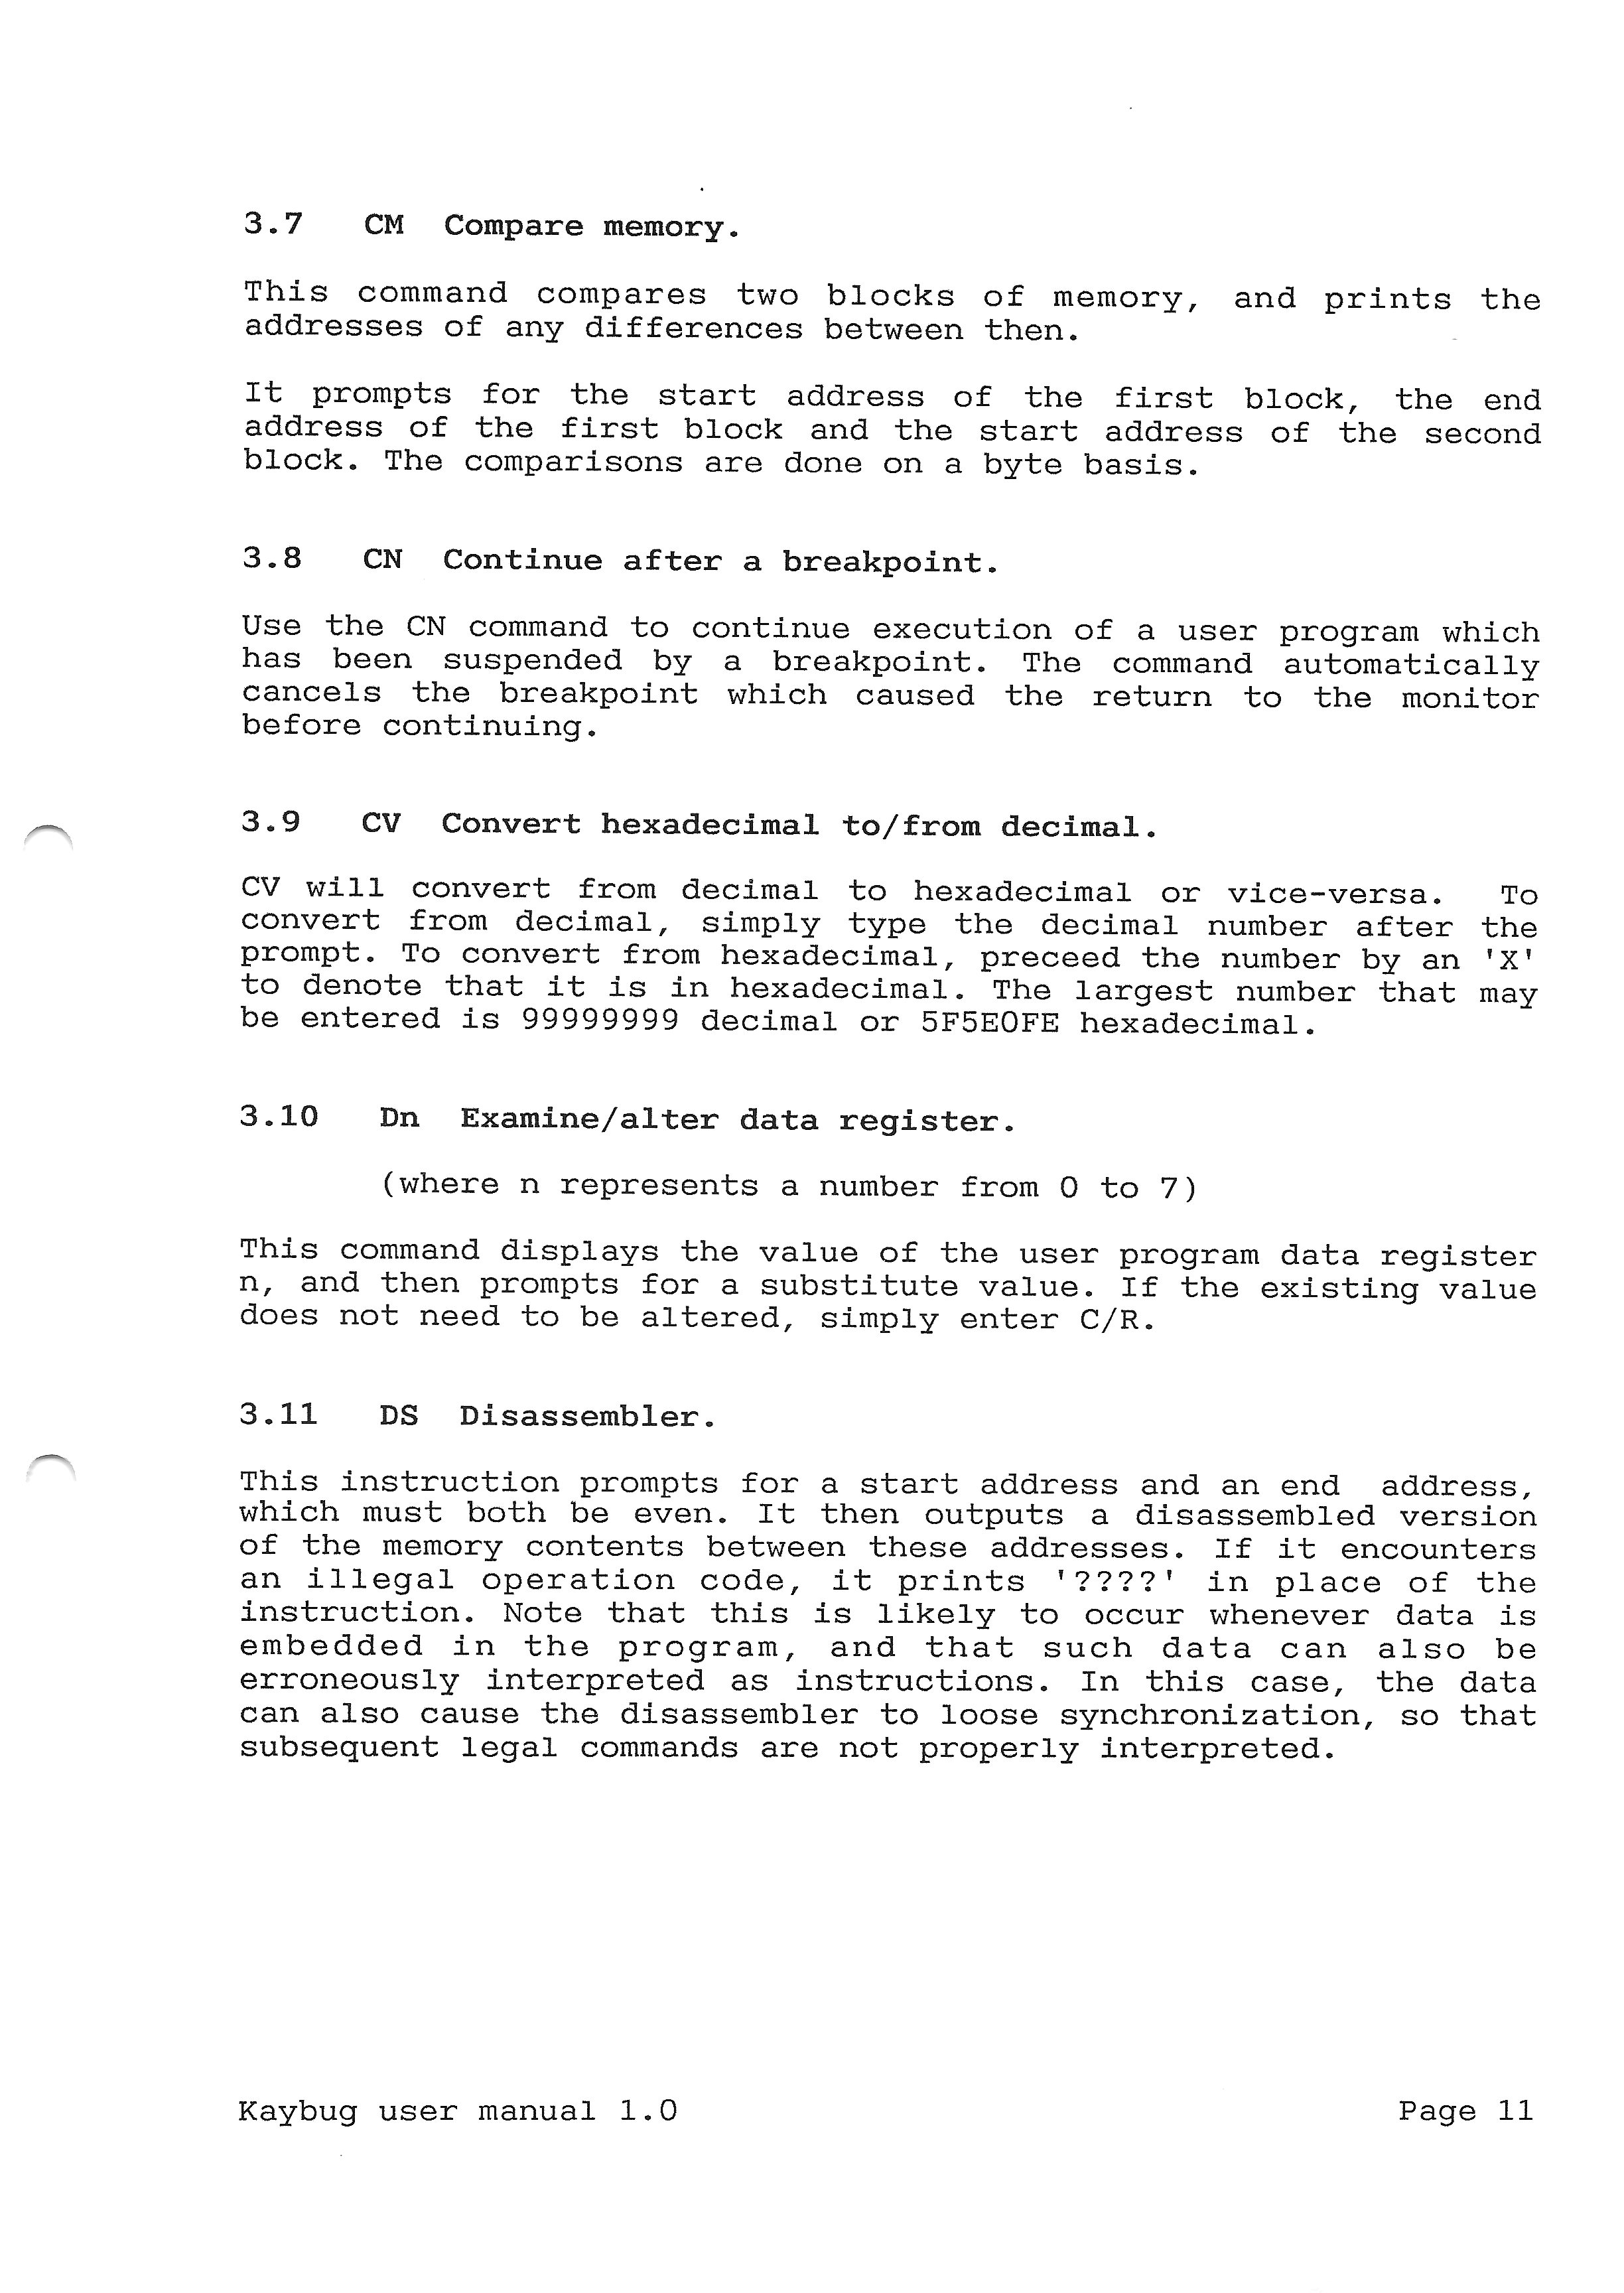 3.7 CM Compare memory.
This command compares two blocks of memory, and prints the
addresses of any differences between then.
It prompts for the start address of the first block, the end
address of the first block and the start address of the second
block. The comparisons are done on a byte basis.
3.8 CN Continue after a breakpoint.
Use the CN command to continue execution of a user program which
has been suspended by a breakpoint. The command automatically
cancels the breakpoint which caused the return to the monitor
before continuing.
3.9 CV Convert hexadecimal to/from decimal.
CV will convert from decimal to hexadecimal or vice-versa. To
convert from decimal, simply type the decimal number after the
prompt. To convert from hexadecimal, preceed the number by an 'X'
to denote that it is in hexadecimal. The largest number that may
be entered is 99999999 decimal or 5F5E0FE hexadecimal.
3.10 Dn Examine/alter data register.
(where n represents a number from 0 to 7)
This command displays the value of the user program data register
n, and then prompts for a substitute value. If the existing value
does not need to be altered, simply enter C/R.
3.11 DS Disassembler.
This instruction prompts for a start address and an end address,
which must both be even. It then outputs a disassembled version
of the memory contents between these addresses. If it encounters
an illegal operation code, it prints '????' in place of the
instruction. Note that this is likely to occur whenever data is
embedded in the program, and that such data can also be
erroneously interpreted as instructions. In this case, the data
can also cause the disassembler to loose synchronization, so that
subsequent legal commands are not properly interpreted.
Kaybug user manual 1.0 Page 11